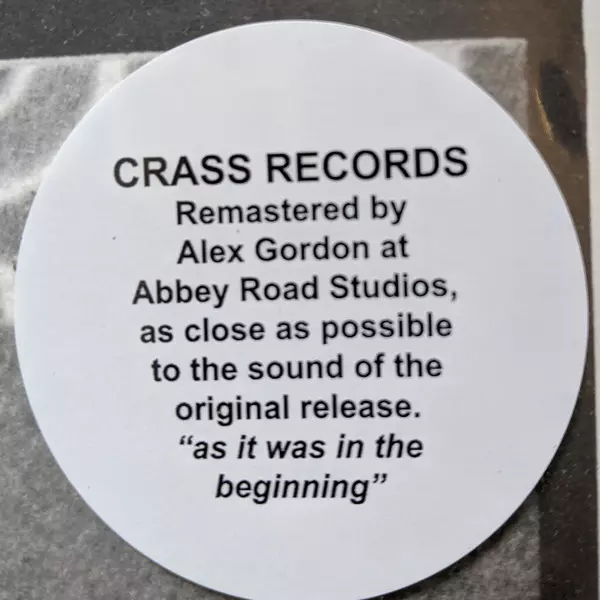 CRASS RECORDS
Remastered by
Alex Gordon at
Abbey Road Studios,
as close as possible
to the sound of the
original release.
“as it was in the
beginning”